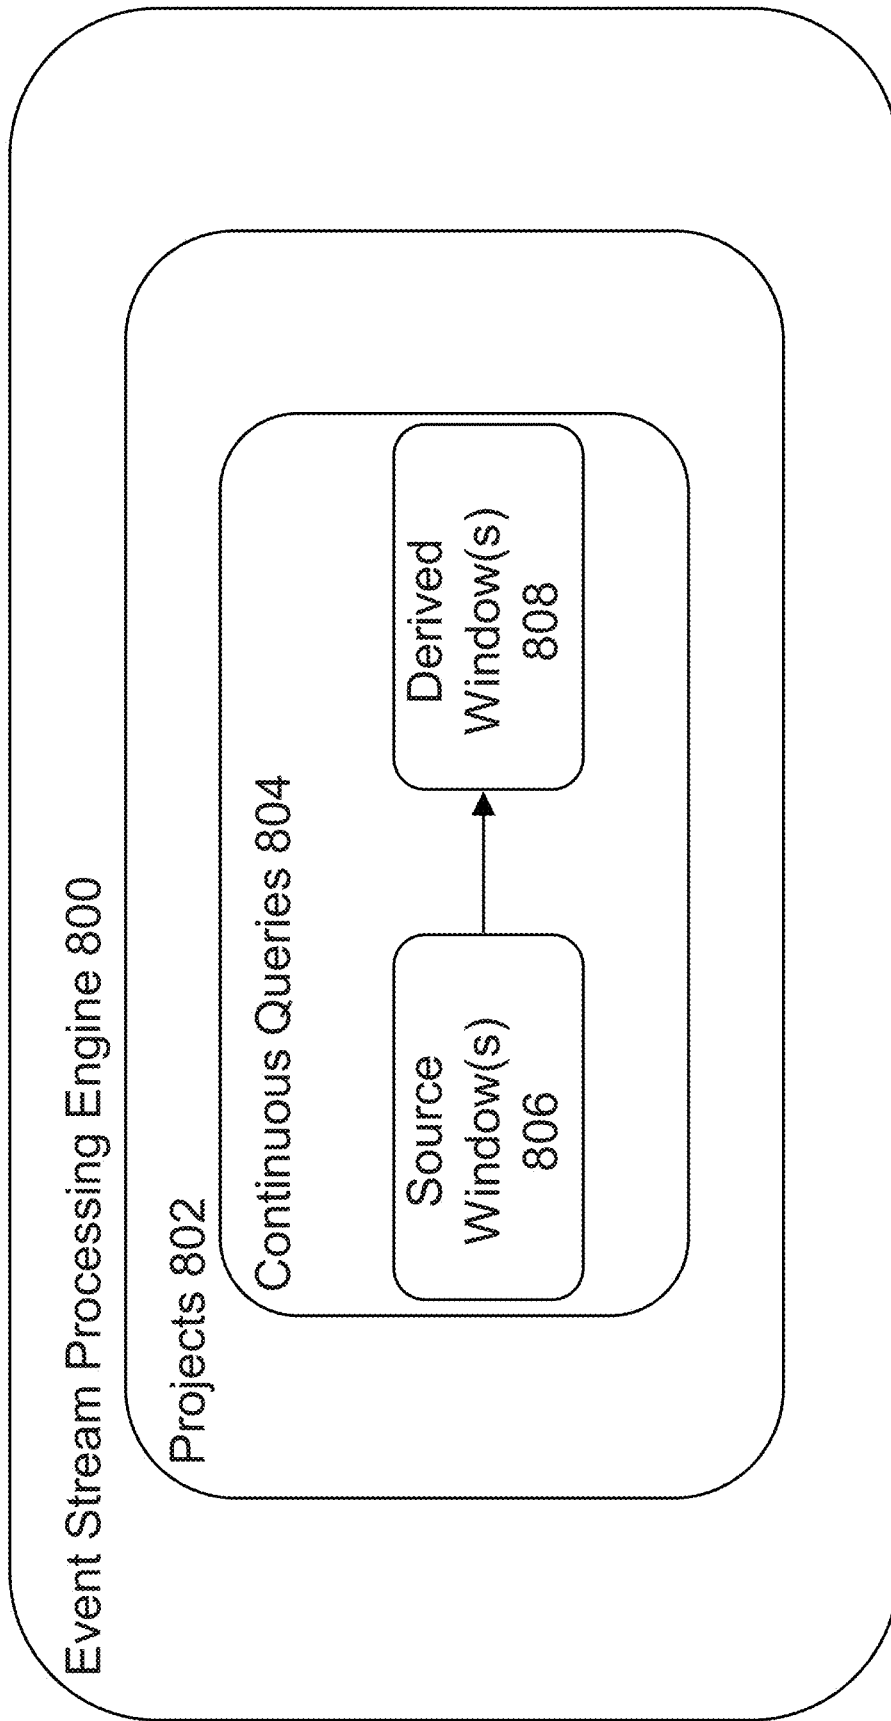 Event Stream Processing Engine 800
Projects 802
Continuous Queries 804
Source
Window(s)
806
Derived
Window(s)
808